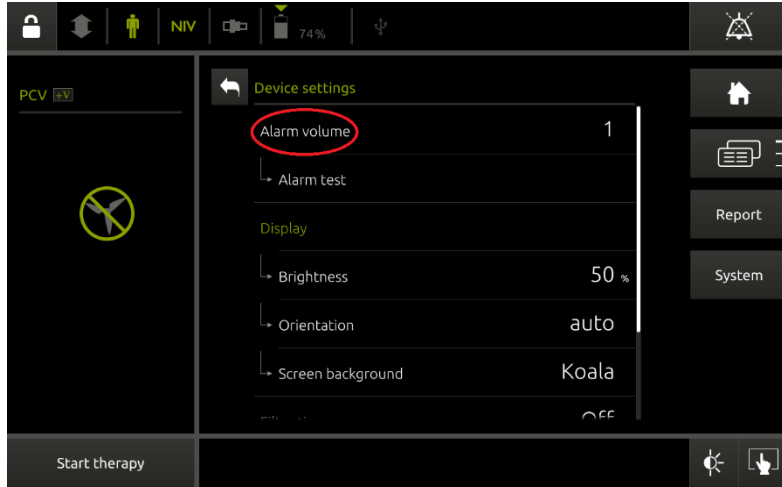 NIV
74%
PCV +V
Device settings
Alarm volume 1
Alarm test
Display
Brightness 50 %
Orientation auto
Screen background Koala
Off
Report
System
Start therapy